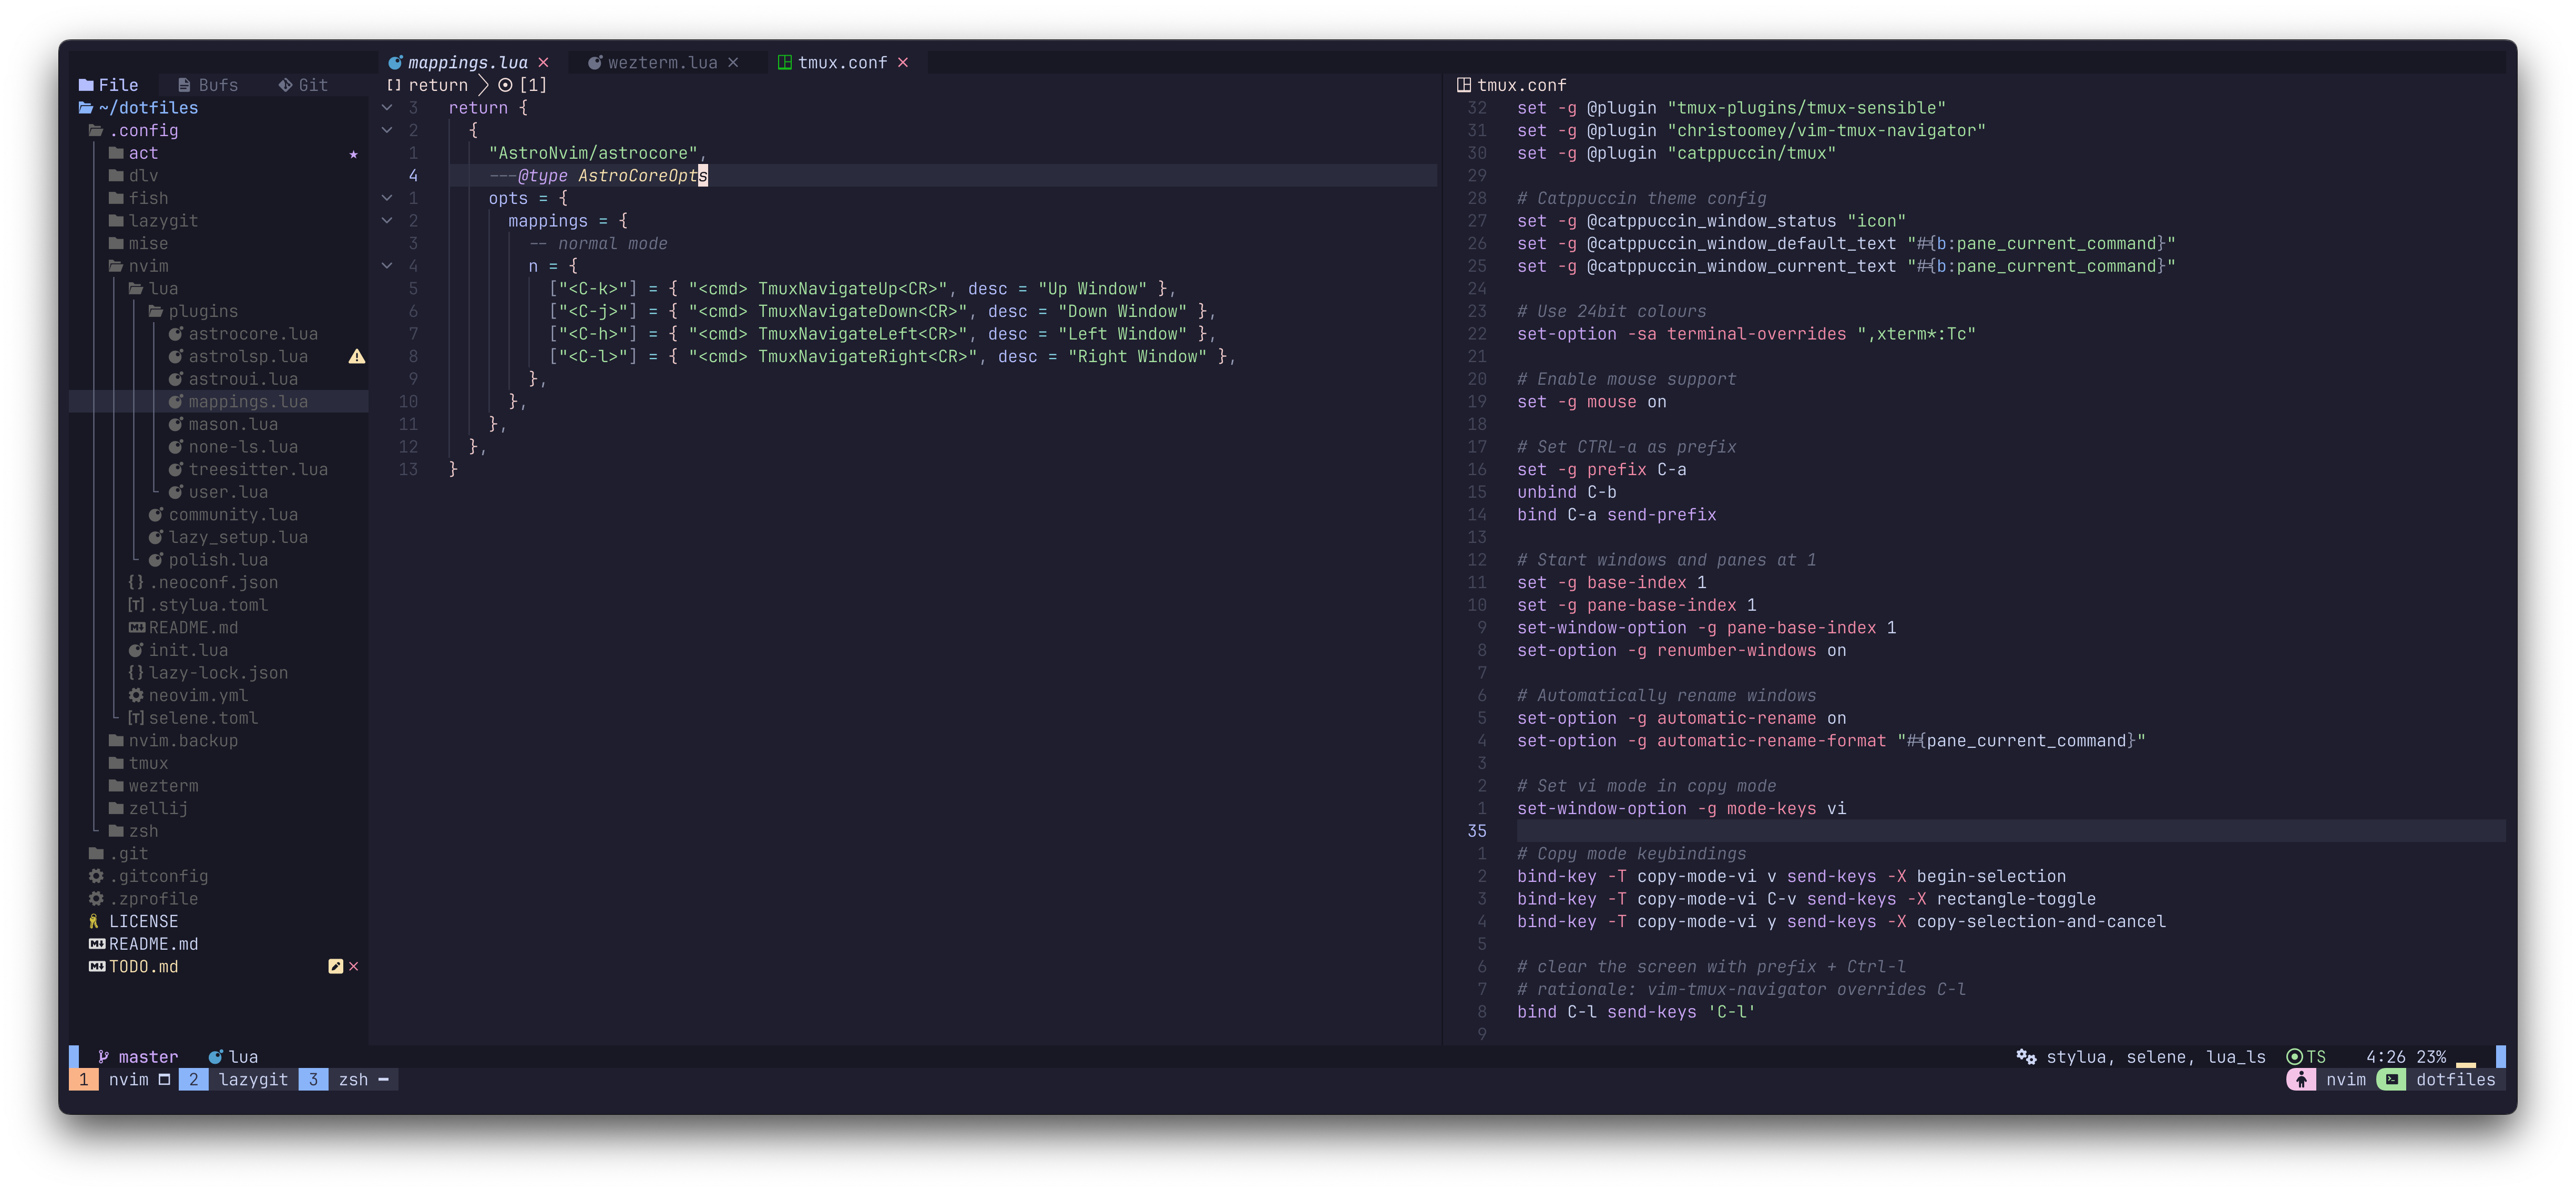 mappings.lua wezterm.lua tmux.conf
File Bufs Git
~/dotfiles
.config
act
dlv
fish
lazygit
mise
nvim
lua
plugins
astrocore.lua
astrolsp.lua
astroui.lua
mappings.lua
mason.lua
none-ls.lua
treesitter.lua
user.lua
community.lua
lazy_setup.lua
polish.lua
{} .neoconf.json
[T] .stylua.toml
README.md
init.lua
{} lazy-lock.json
neovim.yml
[T] selene.toml
nvim.backup
tmux
wezterm
zellij
zsh
.git
.gitconfig
.zprofile
LICENSE
README.md
TODO.md
[] return [1]
3 return {
2 {
1 "AstroNvim/astrocore",
4 ---@type AstroCoreOpts
1 opts = {
2 mappings = {
3 -- normal mode
4 n = {
5 ["<C-k>"] = { "<cmd> TmuxNavigateUp<CR>", desc = "Up Window" },
6 ["<C-j>"] = { "<cmd> TmuxNavigateDown<CR>", desc = "Down Window" },
7 ["<C-h>"] = { "<cmd> TmuxNavigateLeft<CR>", desc = "Left Window" },
8 ["<C-l>"] = { "<cmd> TmuxNavigateRight<CR>", desc = "Right Window" },
9 },
10 },
11 },
12 },
13 }
tmux.conf
32 set -g @plugin "tmux-plugins/tmux-sensible"
31 set -g @plugin "christoomey/vim-tmux-navigator"
30 set -g @plugin "catppuccin/tmux"
29
28 # Catppuccin theme config
27 set -g @catppuccin_window_status "icon"
26 set -g @catppuccin_window_default_text "#{b:pane_current_command}"
25 set -g @catppuccin_window_current_text "#{b:pane_current_command}"
24
23 # Use 24bit colours
22 set-option -sa terminal-overrides ",xterm*:Tc"
21
20 # Enable mouse support
19 set -g mouse on
18
17 # Set CTRL-a as prefix
16 set -g prefix C-a
15 unbind C-b
14 bind C-a send-prefix
13
12 # Start windows and panes at 1
11 set -g base-index 1
10 set -g pane-base-index 1
9 set-window-option -g pane-base-index 1
8 set-option -g renumber-windows on
7
6 # Automatically rename windows
5 set-option -g automatic-rename on
4 set-option -g automatic-rename-format "#{pane_current_command}"
3
2 # Set vi mode in copy mode
1 set-window-option -g mode-keys vi
35
1 # Copy mode keybindings
2 bind-key -T copy-mode-vi v send-keys -X begin-selection
3 bind-key -T copy-mode-vi C-v send-keys -X rectangle-toggle
4 bind-key -T copy-mode-vi y send-keys -X copy-selection-and-cancel
5
6 # clear the screen with prefix + Ctrl-l
7 # rationale: vim-tmux-navigator overrides C-l
8 bind C-l send-keys 'C-l'
9
master lua stylua, selene, lua_ls TS 4:26 23%
1 nvim 2 lazygit 3 zsh nvim dotfiles